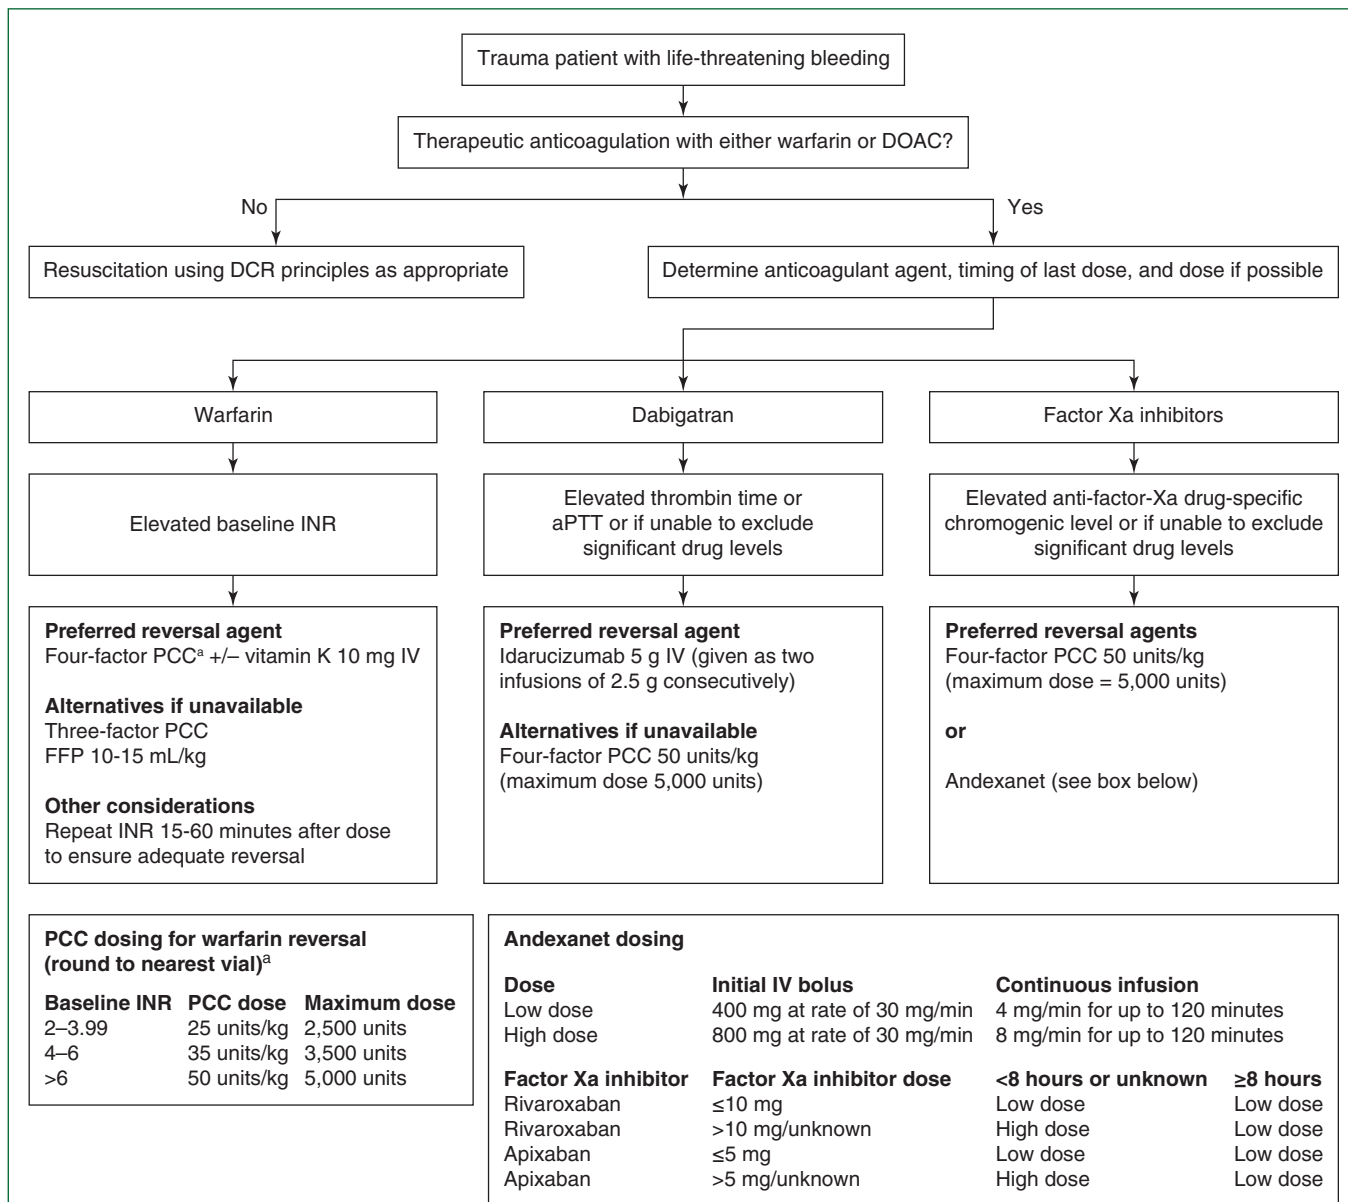 Trauma patient with life-threatening bleeding
Therapeutic anticoagulation with either warfarin or DOAC?
No
Yes
Resuscitation using DCR principles as appropriate
Determine anticoagulant agent, timing of last dose, and dose if possible
Warfarin
Dabigatran
Factor Xa inhibitors
Elevated baseline INR
Elevated thrombin time or
aPTT or if unable to exclude
significant drug levels
Elevated anti-factor-Xa drug-specific
chromogenic level or if unable to exclude
significant drug levels
Preferred reversal agent
Four-factor PCCᵃ +/– vitamin K 10 mg IV
Alternatives if unavailable
Three-factor PCC
FFP 10-15 mL/kg
Other considerations
Repeat INR 15-60 minutes after dose
to ensure adequate reversal
Preferred reversal agent
Idarucizumab 5 g IV (given as two
infusions of 2.5 g consecutively)
Alternatives if unavailable
Four-factor PCC 50 units/kg
(maximum dose 5,000 units)
Preferred reversal agents
Four-factor PCC 50 units/kg
(maximum dose = 5,000 units)
or
Andexanet (see box below)
PCC dosing for warfarin reversal
(round to nearest vial)ᵃ
Baseline INR PCC dose Maximum dose
2–3.99 25 units/kg 2,500 units
4–6 35 units/kg 3,500 units
>6 50 units/kg 5,000 units
Andexanet dosing
Dose Initial IV bolus Continuous infusion
Low dose 400 mg at rate of 30 mg/min 4 mg/min for up to 120 minutes
High dose 800 mg at rate of 30 mg/min 8 mg/min for up to 120 minutes
Factor Xa inhibitor Factor Xa inhibitor dose <8 hours or unknown ≥8 hours
Rivaroxaban ≤10 mg Low dose Low dose
Rivaroxaban >10 mg/unknown High dose Low dose
Apixaban ≤5 mg Low dose Low dose
Apixaban >5 mg/unknown High dose Low dose